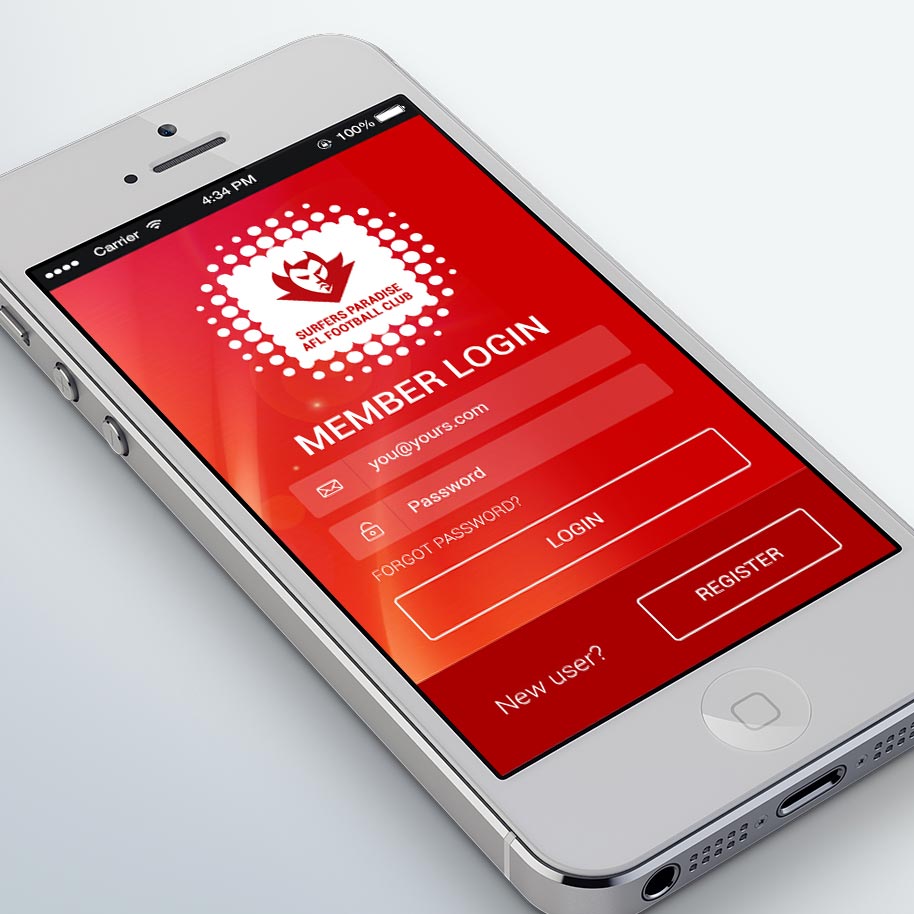 Carrier 4:34 PM 100%
SURFERS PARADISE
AFL FOOTBALL CLUB
MEMBER LOGIN
you@yours.com
Password
FORGOT PASSWORD?
LOGIN
New user? REGISTER